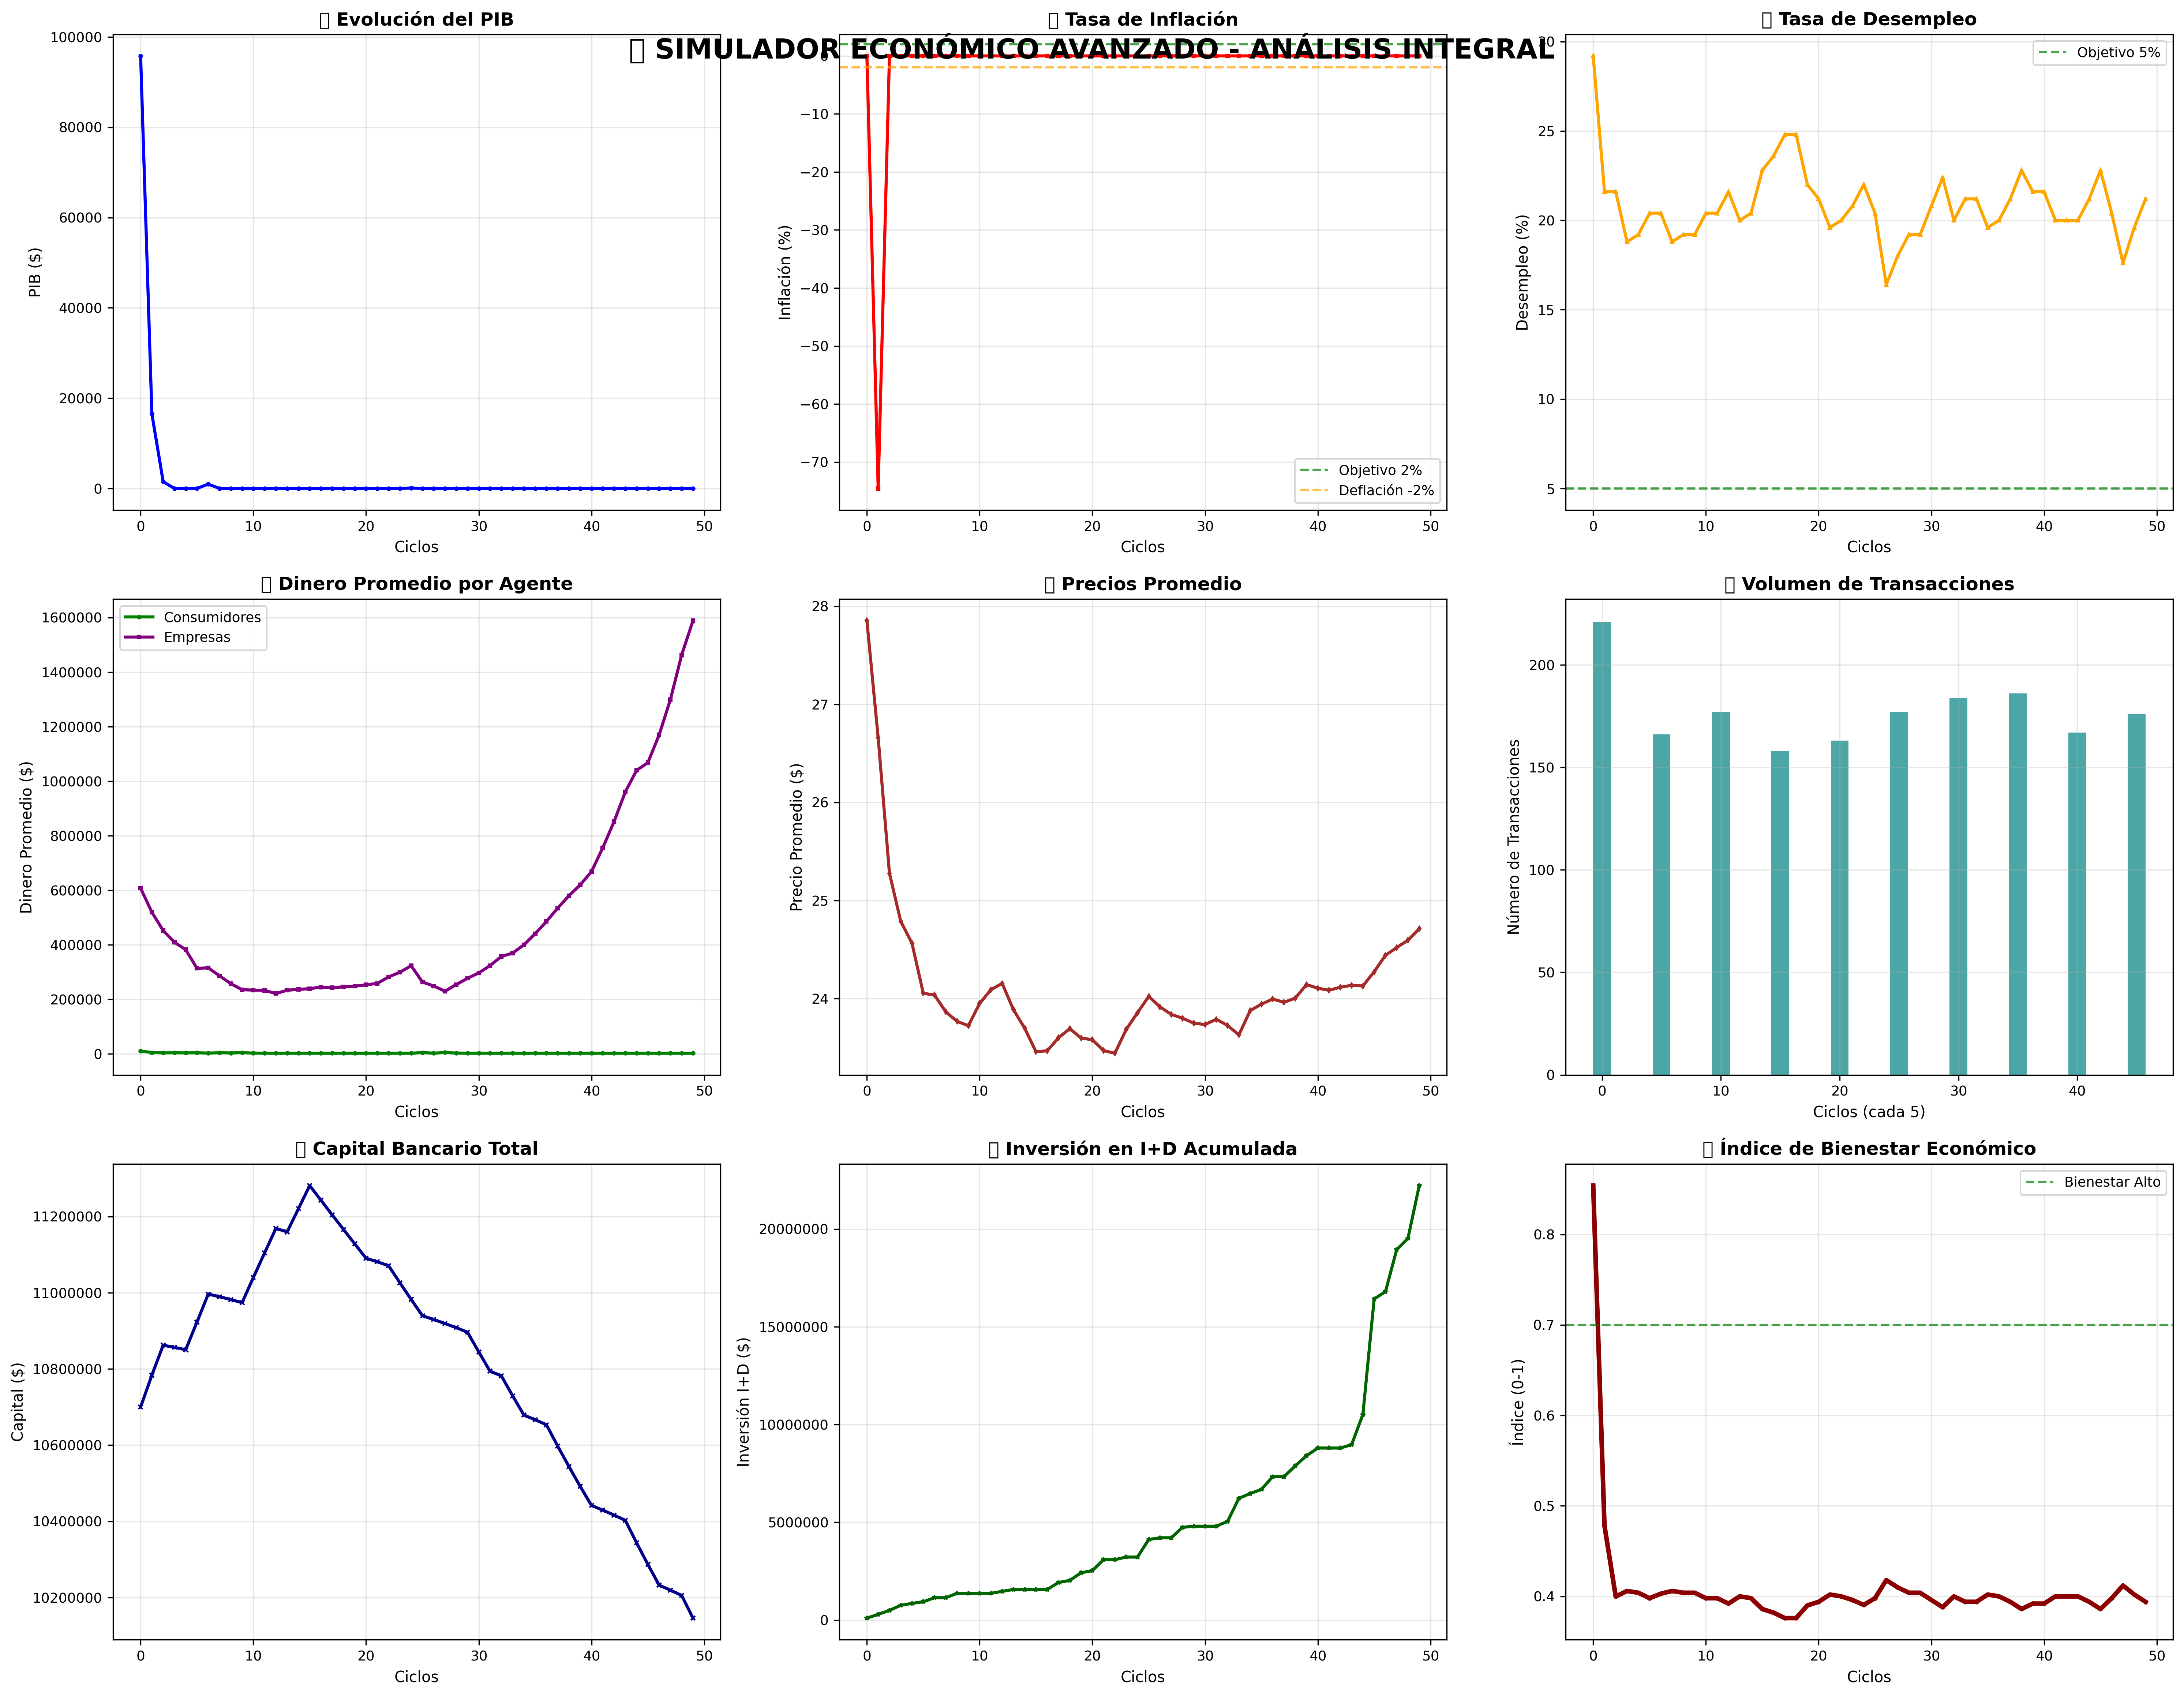 SIMULADOR ECONÓMICO AVANZADO - ANÁLISIS INTEGRAL
Evolución del PIB
PIB ($)
100000
80000
60000
40000
20000
0
0 10 20 30 40 50
Ciclos
Tasa de Inflación
Inflación (%)
0
−10
−20
−30
−40
−50
−60
−70
Objetivo 2%
Deflación -2%
0 10 20 30 40 50
Ciclos
Tasa de Desempleo
Desempleo (%)
30
25
20
15
10
5
Objetivo 5%
0 10 20 30 40 50
Ciclos
Dinero Promedio por Agente
Dinero Promedio ($)
1600000
1400000
1200000
1000000
800000
600000
400000
200000
0
Consumidores
Empresas
0 10 20 30 40 50
Ciclos
Precios Promedio
Precio Promedio ($)
28
27
26
25
24
0 10 20 30 40 50
Ciclos
Volumen de Transacciones
Número de Transacciones
200
150
100
50
0
0 10 20 30 40
Ciclos (cada 5)
Capital Bancario Total
Capital ($)
11200000
11000000
10800000
10600000
10400000
10200000
0 10 20 30 40 50
Ciclos
Inversión en I+D Acumulada
Inversión I+D ($)
20000000
15000000
10000000
5000000
0
0 10 20 30 40 50
Ciclos
Índice de Bienestar Económico
Índice (0-1)
0.8
0.7
0.6
0.5
0.4
Bienestar Alto
0 10 20 30 40 50
Ciclos